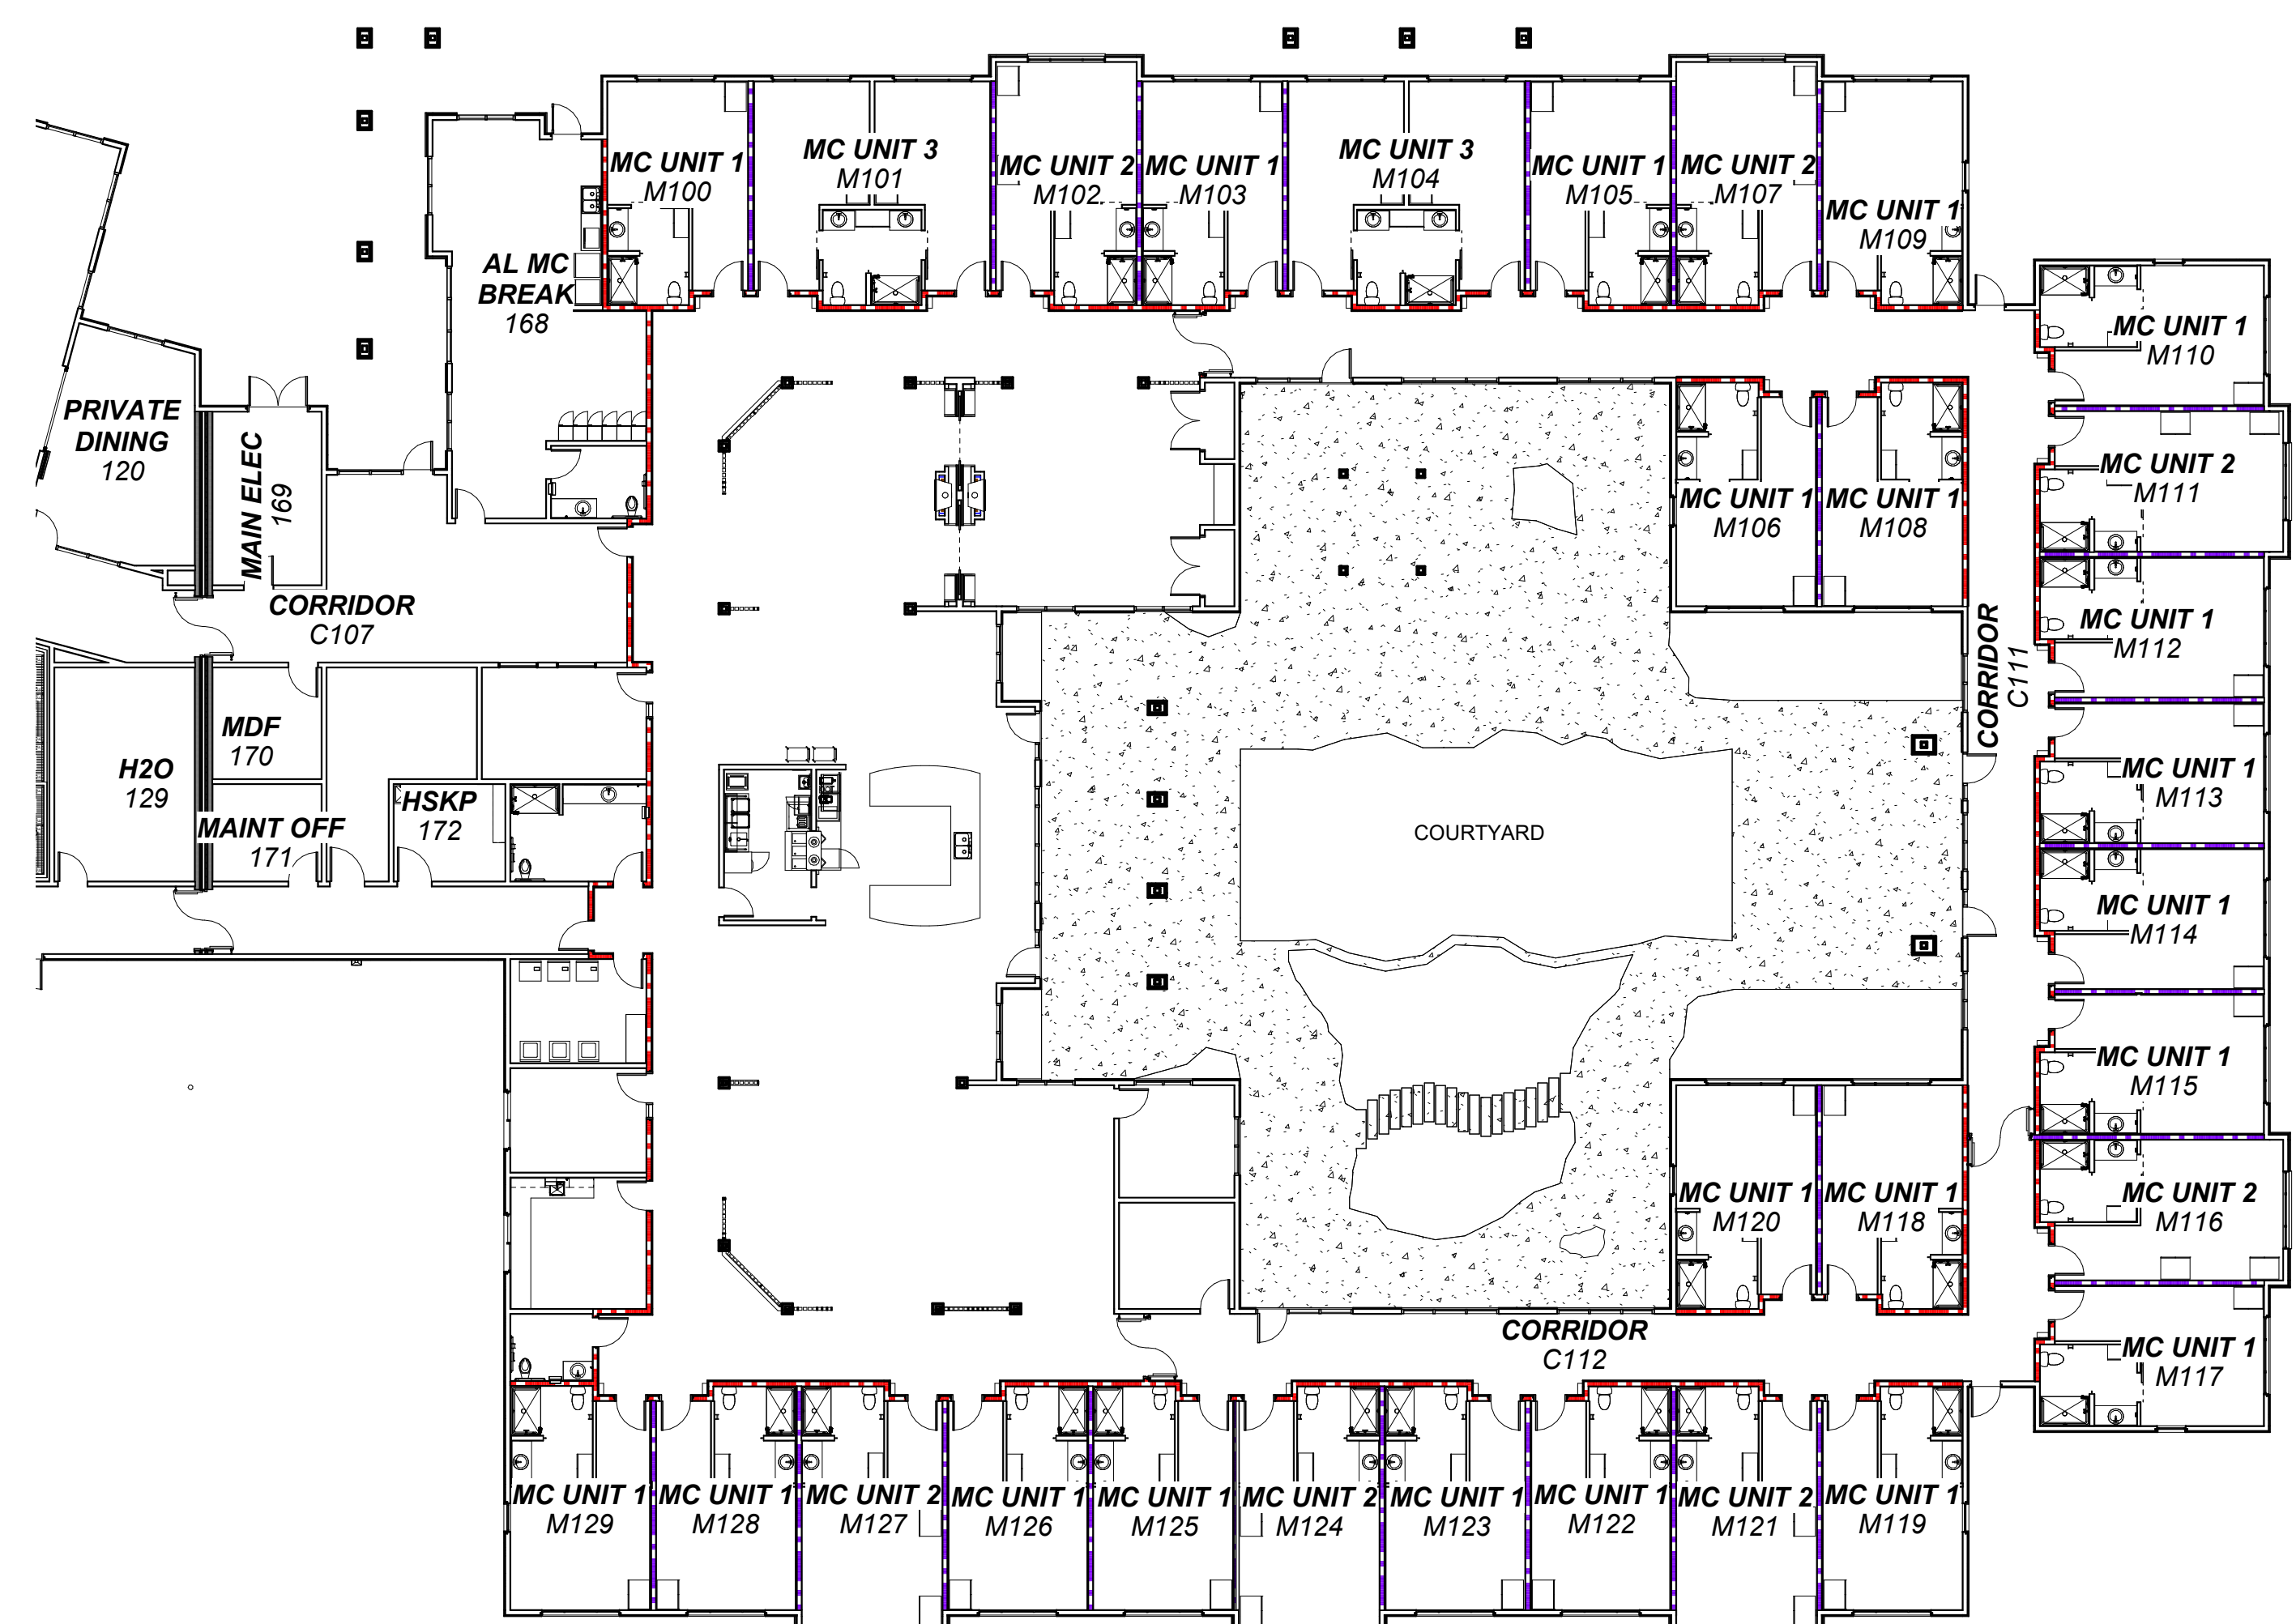 MC UNIT 1
M100
MC UNIT 3
M101
MC UNIT 2
M102
MC UNIT 1
M103
MC UNIT 3
M104
MC UNIT 1
M105
MC UNIT 2
M107
MC UNIT 1
M109
AL MC
BREAK
168
MC UNIT 1
M110
PRIVATE
DINING
120
MAIN ELEC
169
MC UNIT 2
M111
MC UNIT 1
M106
MC UNIT 1
M108
CORRIDOR
C107
MC UNIT 1
M112
CORRIDOR
C111
MDF
170
H2O
129
HSKP
172
MAINT OFF
171
COURTYARD
MC UNIT 1
M113
MC UNIT 1
M114
MC UNIT 1
M115
MC UNIT 1
M120
MC UNIT 1
M118
MC UNIT 2
M116
CORRIDOR
C112
MC UNIT 1
M117
MC UNIT 1
M129
MC UNIT 1
M128
MC UNIT 2
M127
MC UNIT 1
M126
MC UNIT 1
M125
MC UNIT 2
M124
MC UNIT 1
M123
MC UNIT 1
M122
MC UNIT 2
M121
MC UNIT 1
M119